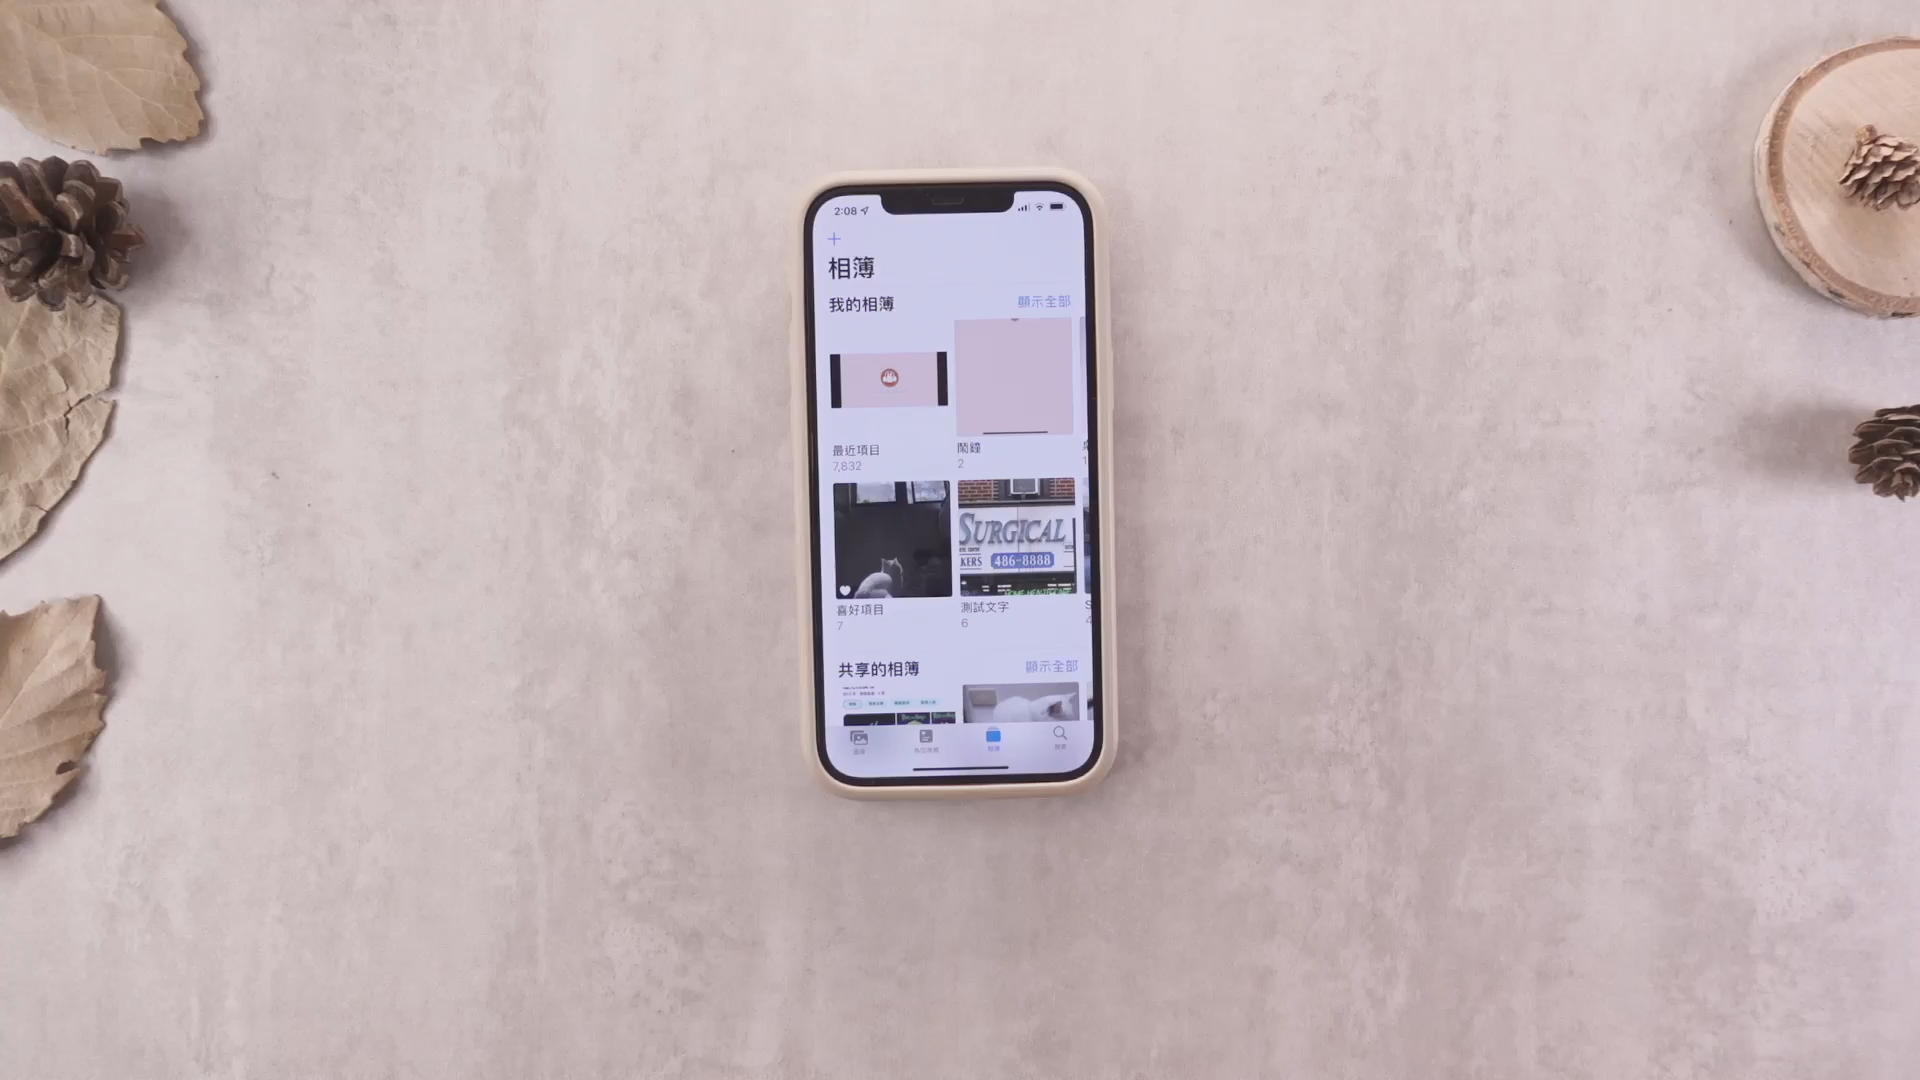 2:08
相簿
我的相簿 顯示全部
最近項目 鬧鐘
7,832 2 1
SURGICAL
KERS 486-8888
喜好項目 測試文字 S
7 6 4
共享的相簿 顯示全部